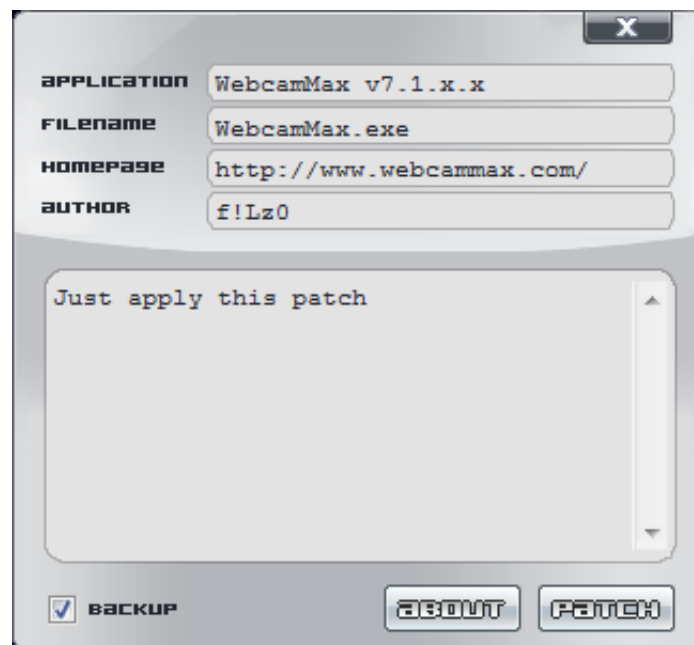 X
APPLICATION WebcamMax v7.1.x.x
FILENAME WebcamMax.exe
HOMEPAGE http://www.webcammax.com/
AUTHOR f!Lz0
Just apply this patch
BACKUP ABOUT PATCH